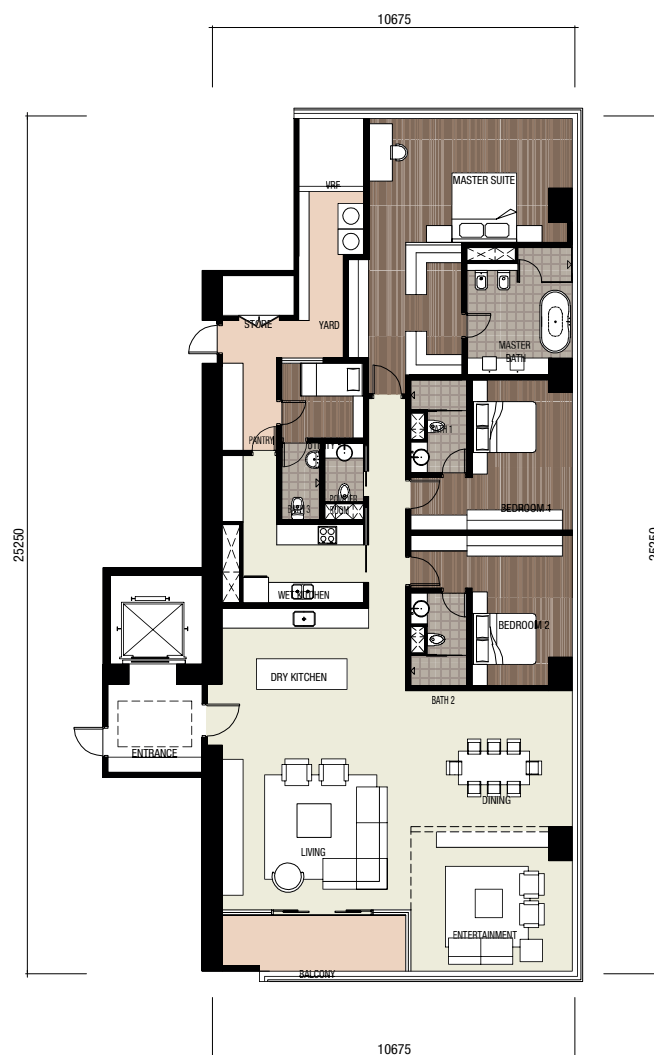 10675
MASTER SUITE
VRF
STORE
YARD
MASTER
BATH
PANTRY
BATH 1
UTILITY
POWDER
ROOM
BATH 3
BEDROOM 1
25250
25250
WET KITCHEN
BEDROOM 2
DRY KITCHEN
BATH 2
ENTRANCE
DINING
LIVING
ENTERTAINMENT
BALCONY
10675